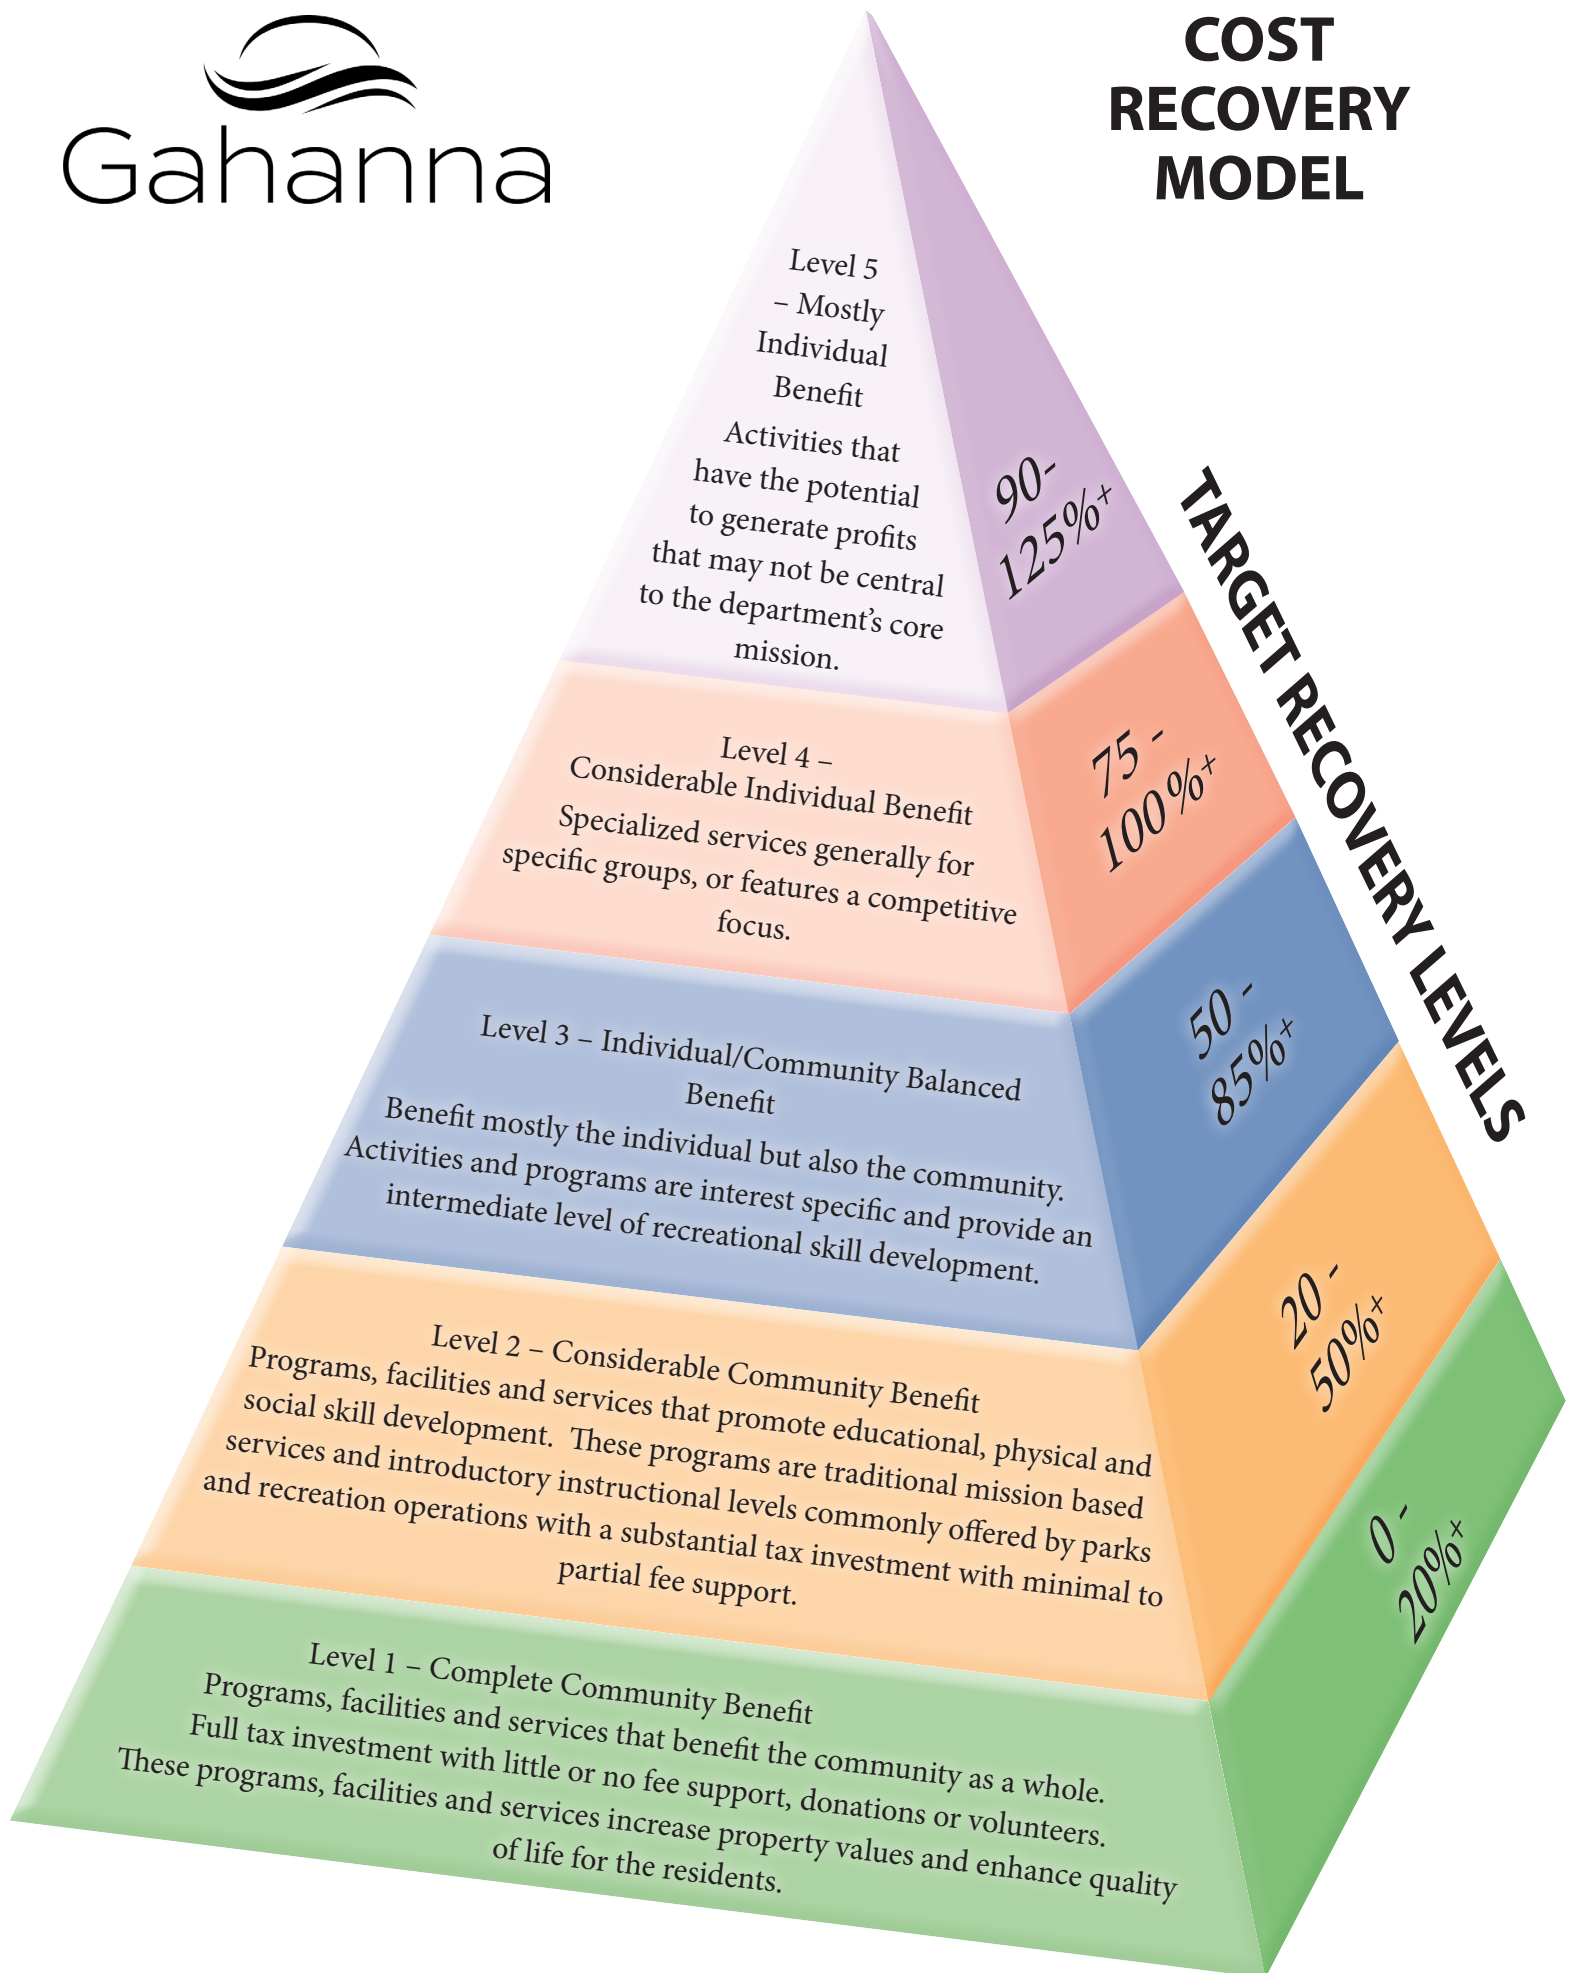 Gahanna
COST
RECOVERY
MODEL
Level 5
– Mostly
Individual
Benefit
Activities that
have the potential
to generate profits
that may not be central
to the department’s core
mission.
90-
125%+
TARGET RECOVERY LEVELS
Level 4 –
Considerable Individual Benefit
Specialized services generally for
specific groups, or features a competitive
focus.
75 -
100%+
Level 3 – Individual/Community Balanced
Benefit
Benefit mostly the individual but also the community.
Activities and programs are interest specific and provide an
intermediate level of recreational skill development.
50 -
85%+
Level 2 – Considerable Community Benefit
Programs, facilities and services that promote educational, physical and
social skill development.  These programs are traditional mission based
services and introductory instructional levels commonly offered by parks
and recreation operations with a substantial tax investment with minimal to
partial fee support.
20 -
50%+
Level 1 – Complete Community Benefit
Programs, facilities and services that benefit the community as a whole.
Full tax investment with little or no fee support, donations or volunteers.
These programs, facilities and services increase property values and enhance quality
of life for the residents.
0 -
20%+